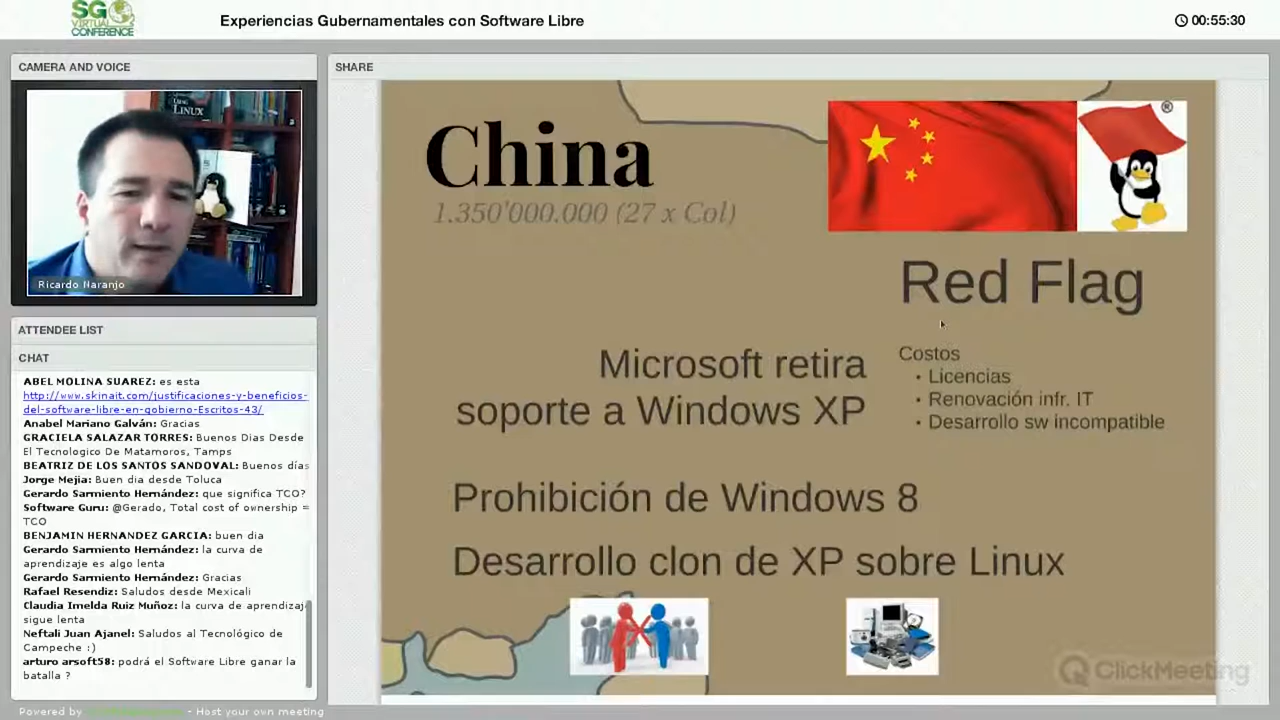 SG
VIRTUAL
CONFERENCE
Experiencias Gubernamentales con Software Libre
00:55:30
CAMERA AND VOICE
LINUX
Ricardo Naranjo
ATTENDEE LIST
CHAT
ABEL MOLINA SUAREZ: es esta
http://www.skinait.com/justificaciones-y-beneficios-
del-software-libre-en-gobierno-Escritos-43/
Anabel Mariano Galván: Gracias
GRACIELA SALAZAR TORRES: Buenos Dias Desde
El Tecnologico De Matamoros, Tamps
BEATRIZ DE LOS SANTOS SANDOVAL: Buenos días
Jorge Mejia: Buen dia desde Toluca
Gerardo Sarmiento Hernández: que significa TCO?
Software Guru: @Gerado, Total cost of ownership =
TCO
BENJAMIN HERNANDEZ GARCIA: buen dia
Gerardo Sarmiento Hernández: la curva de
aprendizaje es algo lenta
Gerardo Sarmiento Hernández: Gracias
Rafael Resendiz: Saludos desde Mexicali
Claudia Imelda Ruiz Muñoz: la curva de aprendizaj
sigue lenta
Neftali Juan Ajanel: Saludos al Tecnológico de
Campeche :)
arturo arsoft58: podrá el Software Libre ganar la
batalla ?
Powered by
- Host your own meeting
SHARE
China
1.350'000.000 (27 x Col)
®
Red Flag
Microsoft retira
soporte a Windows XP
Costos
• Licencias
• Renovación infr. IT
• Desarrollo sw incompatible
Prohibición de Windows 8
Desarrollo clon de XP sobre Linux
ClickMeeting